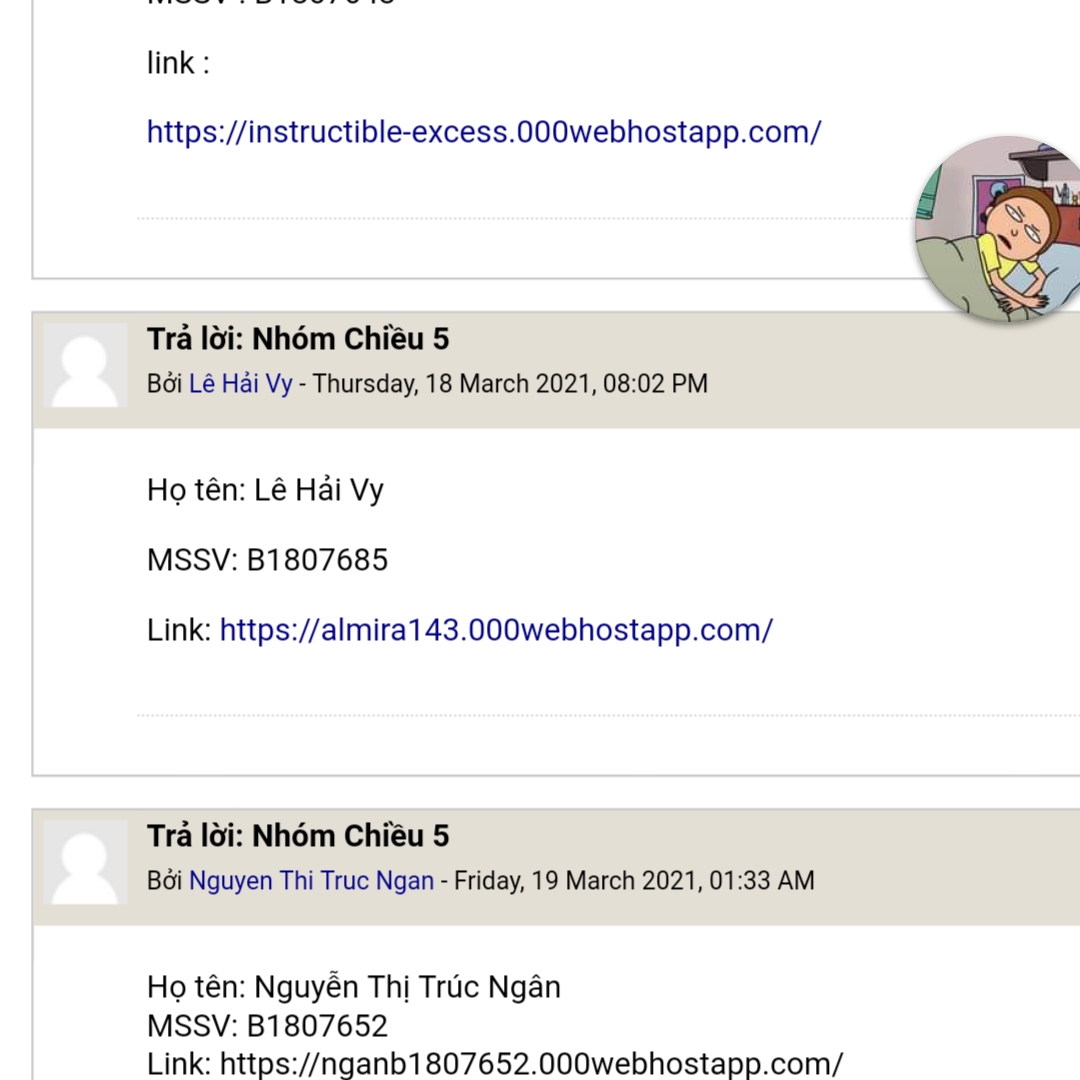 link :
https://instructible-excess.000webhostapp.com/
Trả lời: Nhóm Chiều 5
Bởi Lê Hải Vy - Thursday, 18 March 2021, 08:02 PM
Họ tên: Lê Hải Vy
MSSV: B1807685
Link: https://almira143.000webhostapp.com/
Trả lời: Nhóm Chiều 5
Bởi Nguyen Thi Truc Ngan - Friday, 19 March 2021, 01:33 AM
Họ tên: Nguyễn Thị Trúc Ngân
MSSV: B1807652
Link: https://nganb1807652.000webhostapp.com/